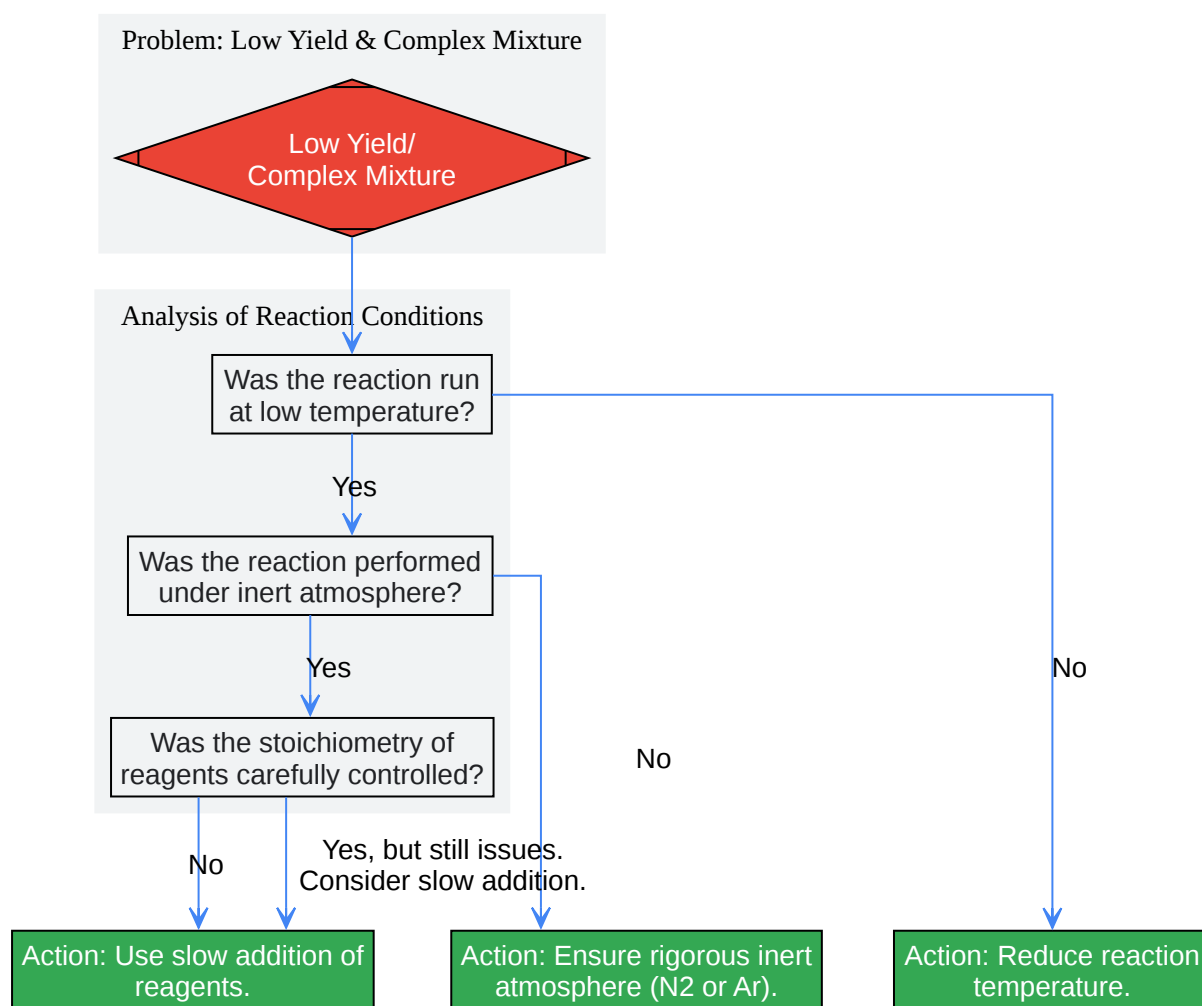 Problem: Low Yield & Complex Mixture
Low Yield/
Complex Mixture
Analysis of Reaction Conditions
Was the reaction run
at low temperature?
Yes
Was the reaction performed
under inert atmosphere?
Yes
No
Was the stoichiometry of
reagents carefully controlled?
No
No
Yes, but still issues.
Consider slow addition.
Action: Use slow addition of
reagents.
Action: Ensure rigorous inert
atmosphere (N2 or Ar).
Action: Reduce reaction
temperature.